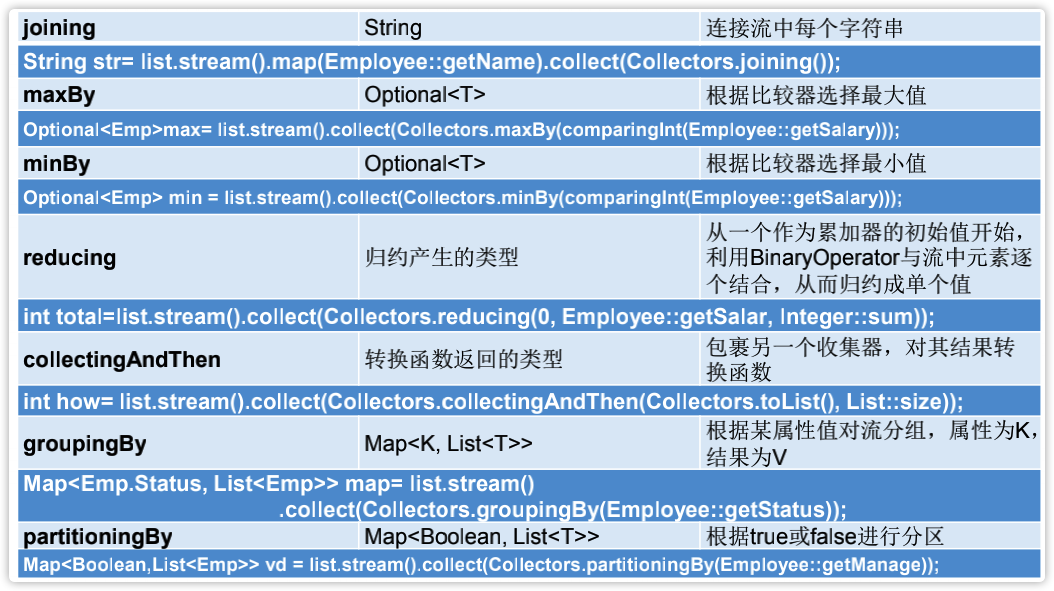 joining String 连接流中每个字符串
String str= list.stream().map(Employee::getName).collect(Collectors.joining());
maxBy Optional<T> 根据比较器选择最大值
Optional<Emp>max= list.stream().collect(Collectors.maxBy(comparingInt(Employee::getSalary)));
minBy Optional<T> 根据比较器选择最小值
Optional<Emp> min = list.stream().collect(Collectors.minBy(comparingInt(Employee::getSalary)));
reducing 归约产生的类型 从一个作为累加器的初始值开始，
利用BinaryOperator与流中元素逐
个结合，从而归约成单个值
int total=list.stream().collect(Collectors.reducing(0, Employee::getSalar, Integer::sum));
collectingAndThen 转换函数返回的类型 包裹另一个收集器，对其结果转
换函数
int how= list.stream().collect(Collectors.collectingAndThen(Collectors.toList(), List::size));
groupingBy Map<K, List<T>> 根据某属性值对流分组，属性为K，
结果为V
Map<Emp.Status, List<Emp>> map= list.stream()
.collect(Collectors.groupingBy(Employee::getStatus));
partitioningBy Map<Boolean, List<T>> 根据true或false进行分区
Map<Boolean,List<Emp>> vd = list.stream().collect(Collectors.partitioningBy(Employee::getManage));